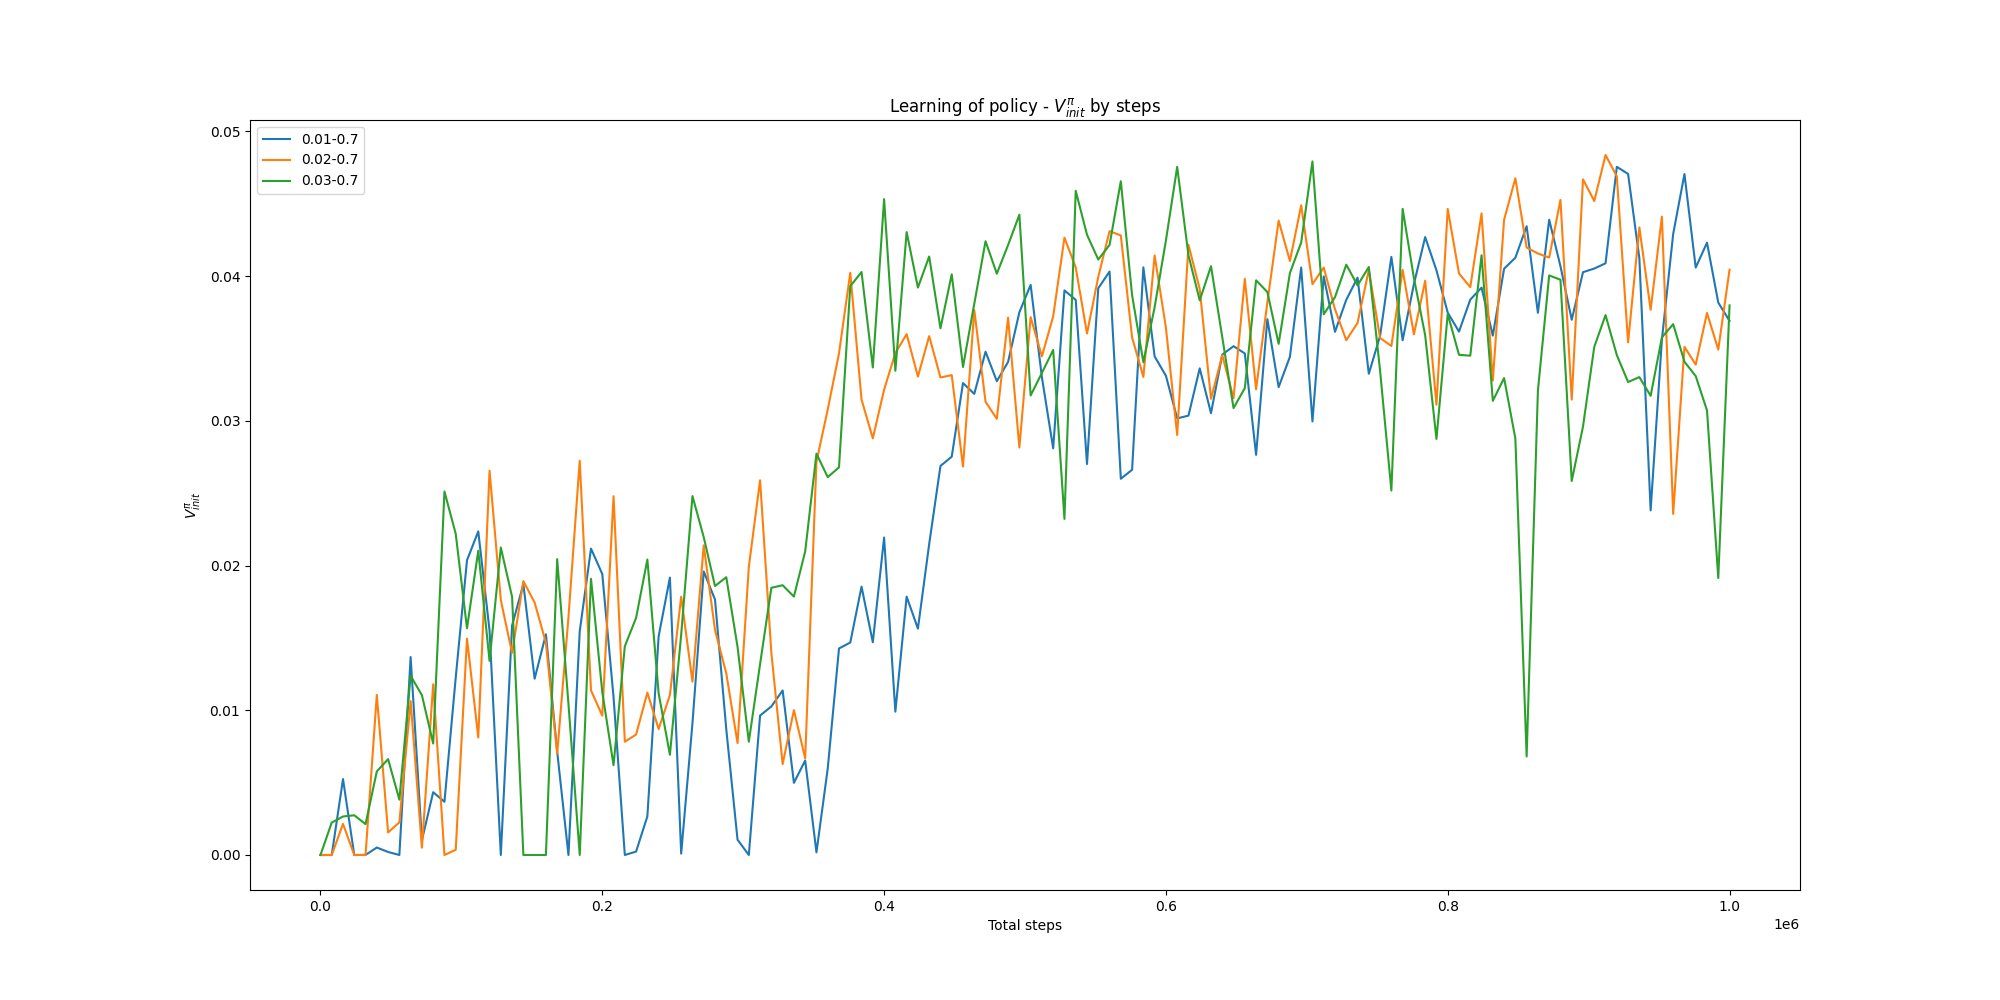 Learning of policy - $V_{init}^{\pi}$ by steps
0.01-0.7
0.02-0.7
0.03-0.7
0.05
0.04
0.03
0.02
0.01
0.00
$V_{init}^{\pi}$
0.0 0.2 0.4 0.6 0.8 1.0
Total steps
1e6